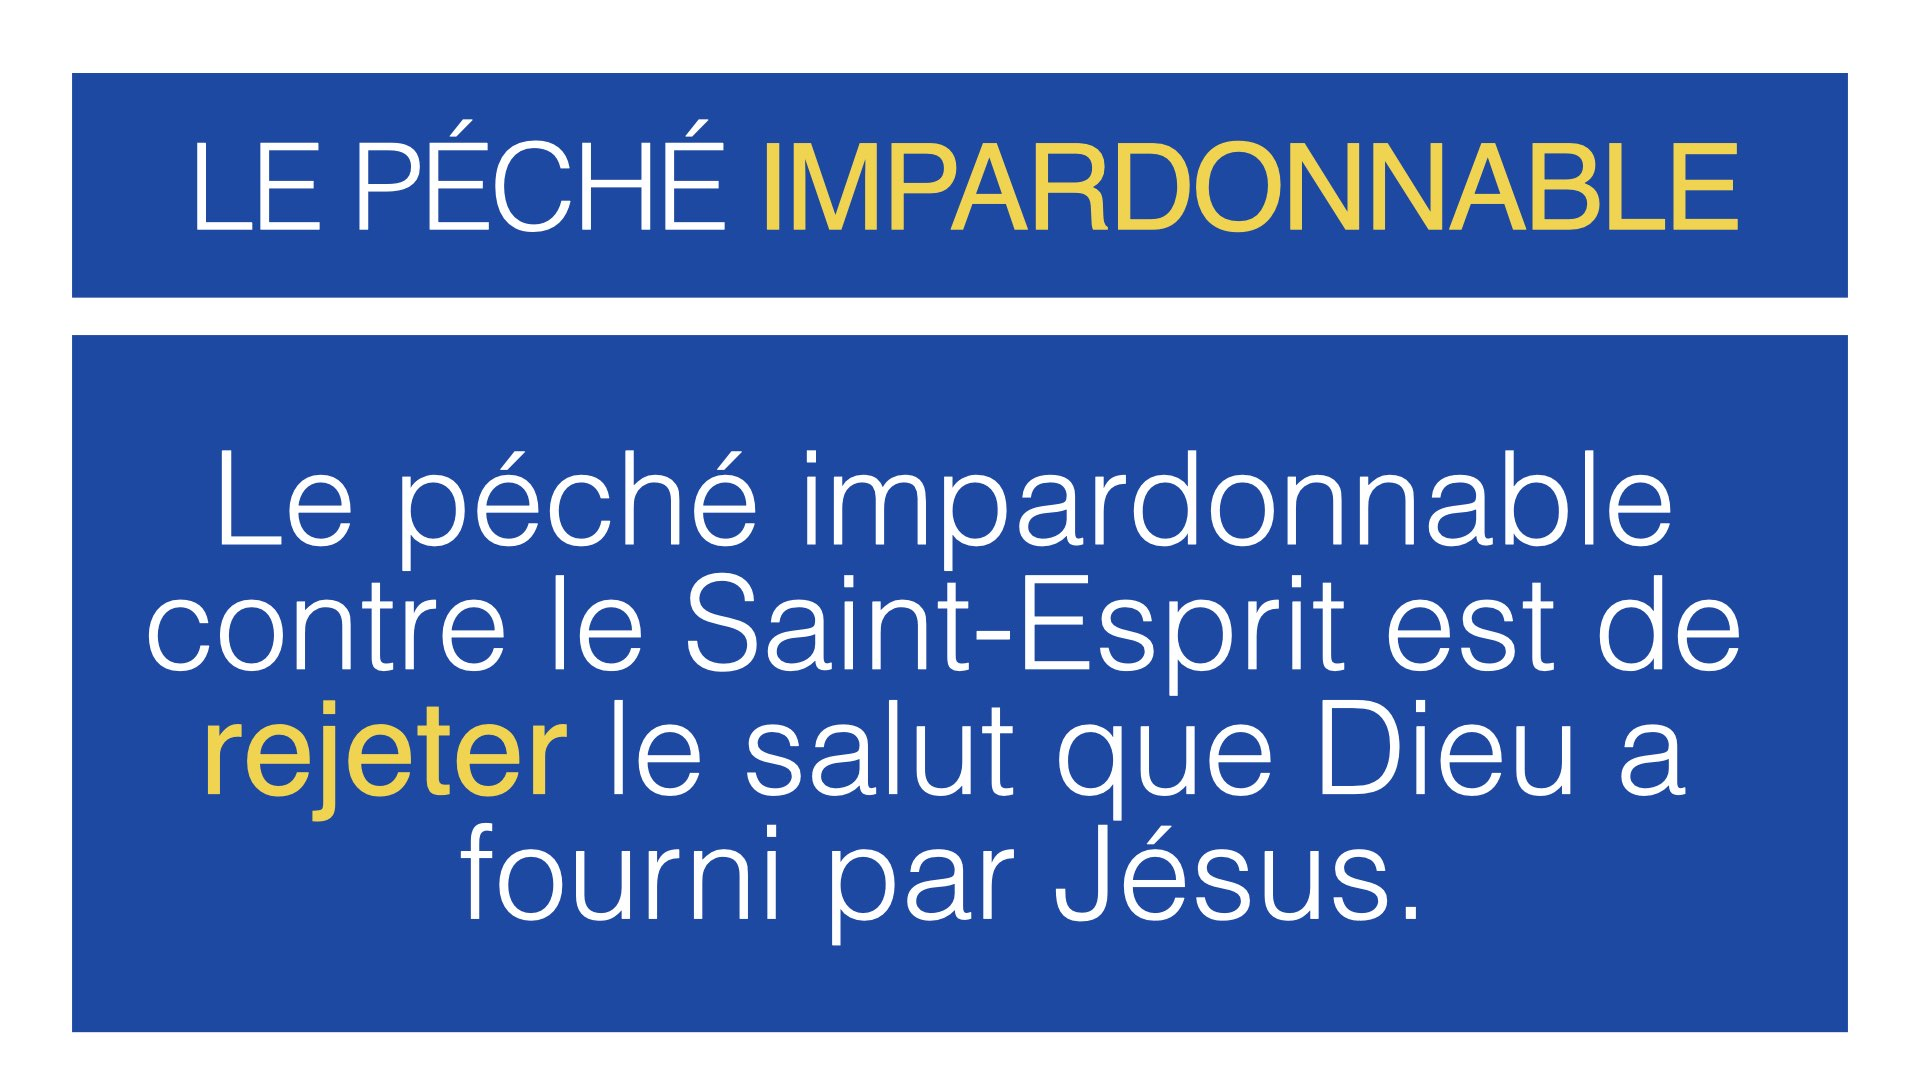 LE PÉCHÉ IMPARDONNABLE
Le péché impardonnable
contre le Saint-Esprit est de
rejeter le salut que Dieu a
fourni par Jésus.